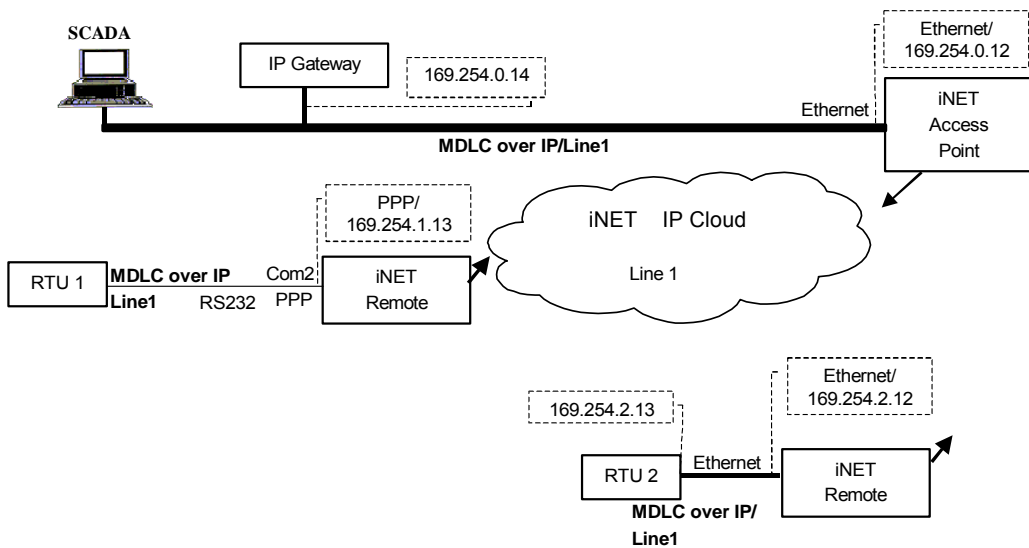 SCADA
IP Gateway
169.254.0.14
Ethernet/
169.254.0.12
Ethernet
iNET
Access
Point
MDLC over IP/Line1
PPP/
169.254.1.13
iNET IP Cloud
Line 1
RTU 1
MDLC over IP
Line1
RS232
Com2
PPP
iNET
Remote
Ethernet/
169.254.2.12
169.254.2.13
RTU 2
Ethernet
iNET
Remote
MDLC over IP/
Line1